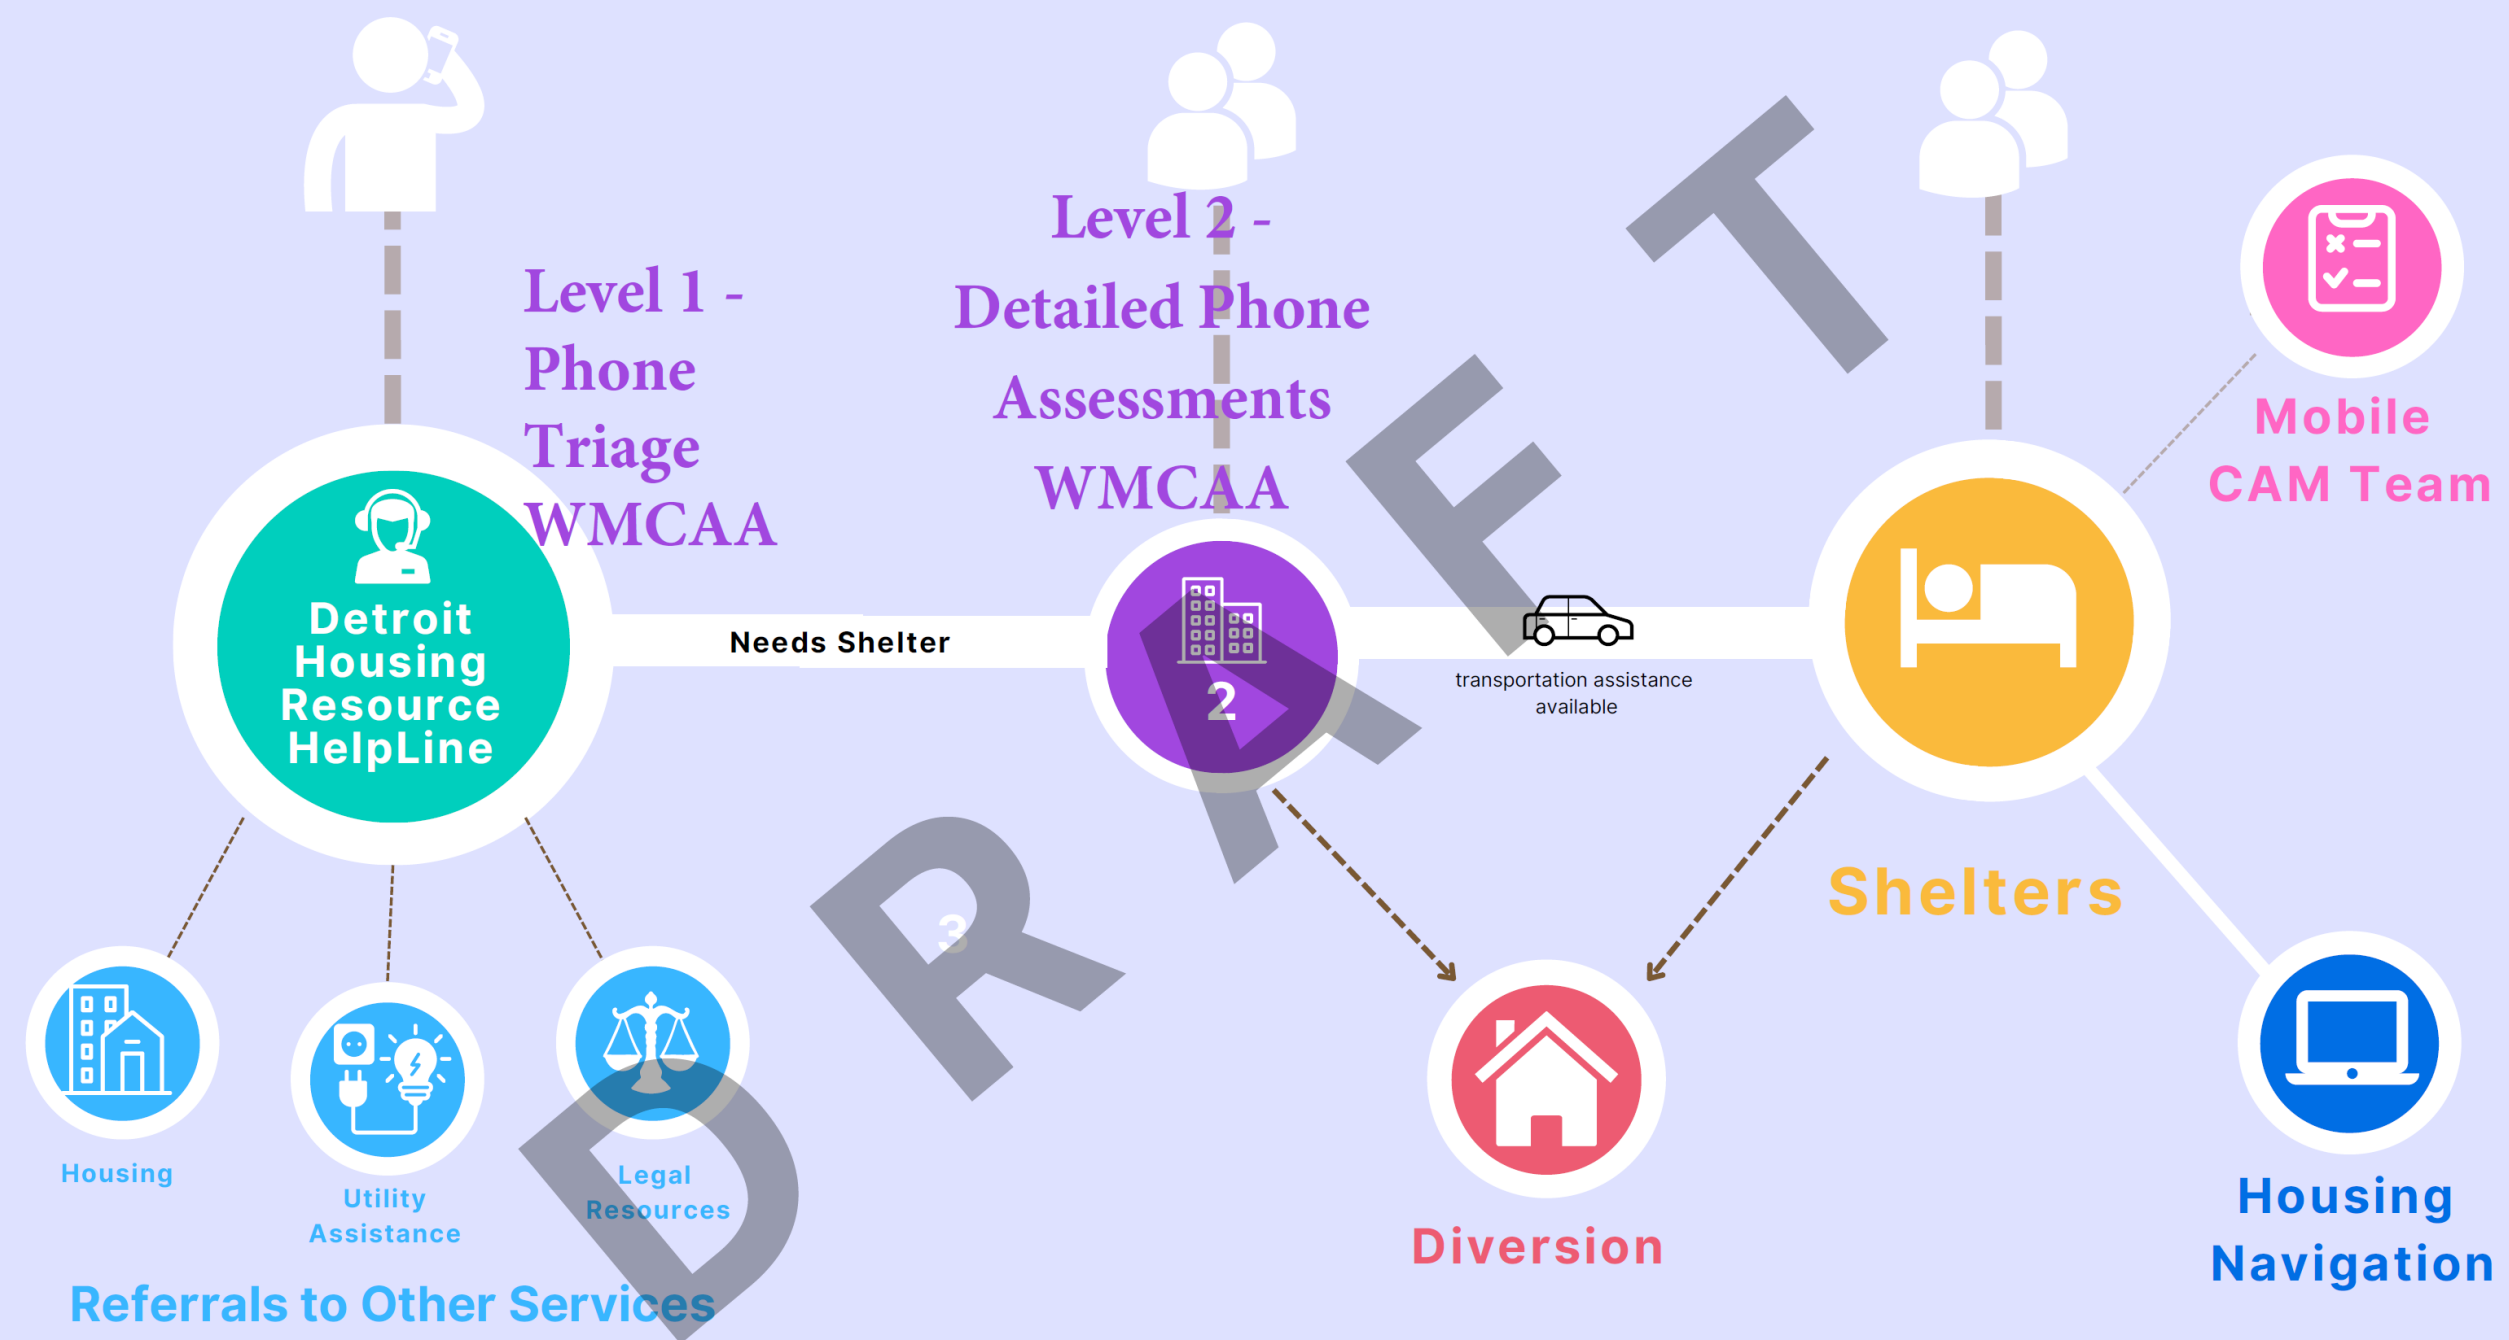 Level 1 -
Phone
Triage
WMCAA
Level 2 -
Detailed Phone
Assessments
WMCAA
Mobile
CAM Team
Detroit
Housing
Resource
HelpLine
Needs Shelter
2
transportation assistance
available
Shelters
3
Housing
Utility
Assistance
Legal
Resources
Referrals to Other Services
Diversion
Housing
Navigation
DRAFT